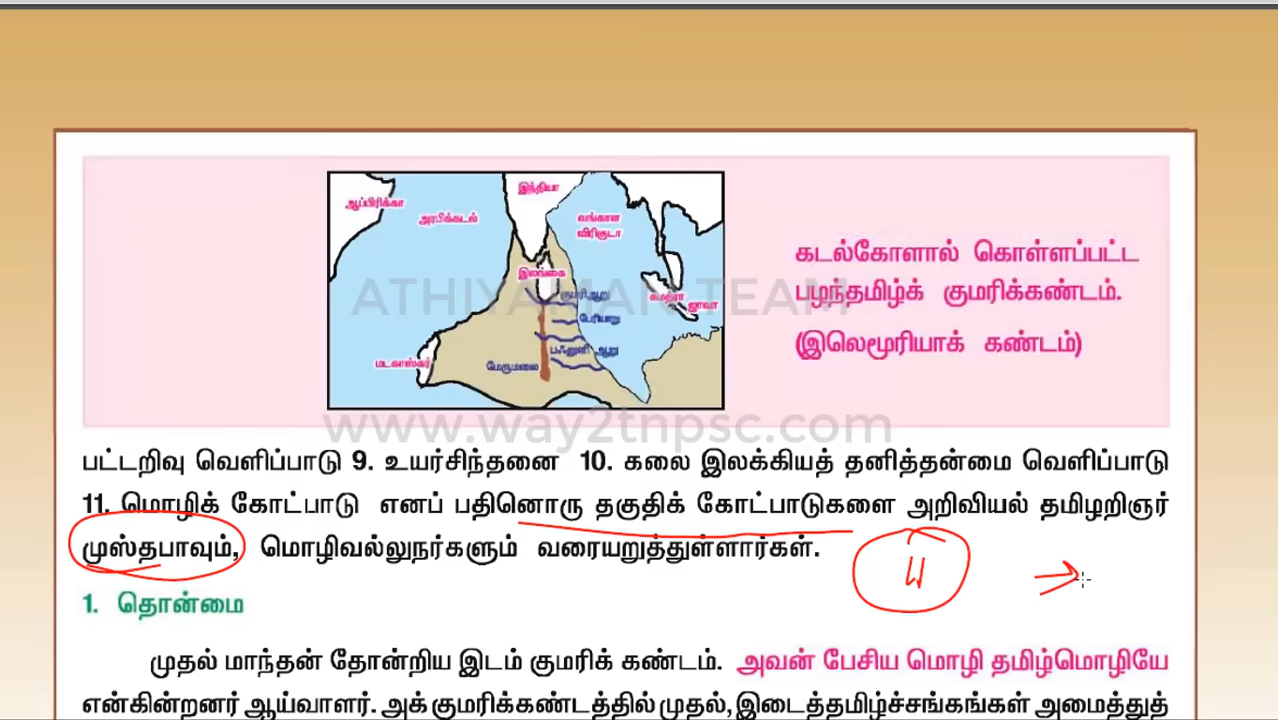 இந்தியா
ஆப்பிரிக்கா
அரபிக்கடல்
வங்காள
விரிகுடா
இலங்கை
குமரி ஆறு
சுமத்ரா
ஜாவா
பேரியாறு
பஃறுளி ஆறு
மடகாஸ்கர்
மேருமலை
கடல்கோளால் கொள்ளப்பட்ட
பழந்தமிழ்க் குமரிக்கண்டம்.
(இலெமூரியாக் கண்டம்)
ATHIYAMAN TEAM
www.way2tnpsc.com
பட்டறிவு வெளிப்பாடு 9. உயர்சிந்தனை 10. கலை இலக்கியத் தனித்தன்மை வெளிப்பாடு
11. மொழிக் கோட்பாடு எனப் பதினொரு தகுதிக் கோட்பாடுகளை அறிவியல் தமிழறிஞர்
முஸ்தபாவும், மொழிவல்லுநர்களும் வரையறுத்துள்ளார்கள்.
11
1. தொன்மை
முதல் மாந்தன் தோன்றிய இடம் குமரிக் கண்டம். அவன் பேசிய மொழி தமிழ்மொழியே
என்கின்றனர் ஆய்வாளர். அக்குமரிக்கண்டத்தில் முதல், இடைத்தமிழ்ச்சங்கங்கள் அமைத்துத்